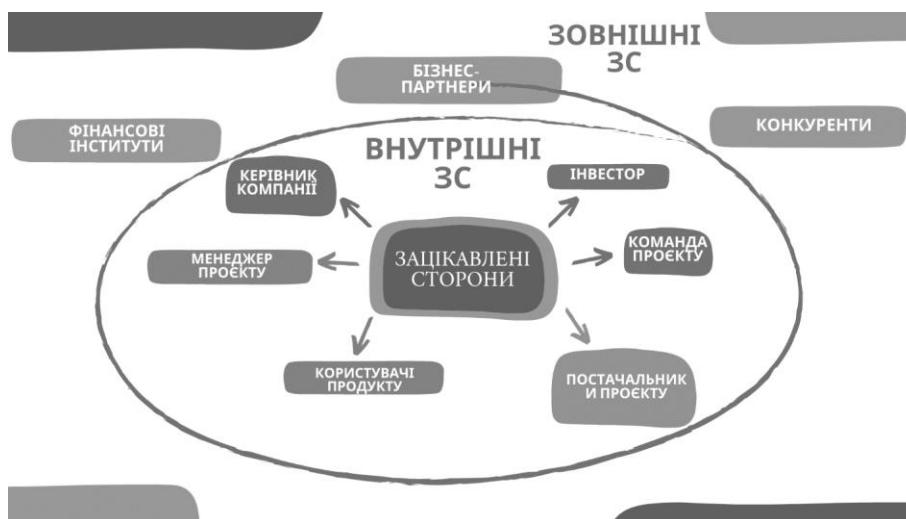 ЗОВНІШНІ
ЗС
БІЗНЕС-
ПАРТНЕРИ
ФІНАНСОВІ
ІНСТИТУТИ
КОНКУРЕНТИ
ВНУТРІШНІ
ЗС
КЕРІВНИК
КОМПАНІЇ
ІНВЕСТОР
МЕНЕДЖЕР
ПРОЄКТУ
ЗАЦІКАВЛЕНІ
СТОРОНИ
КОМАНДА
ПРОЄКТУ
КОРИСТУВАЧІ
ПРОДУКТУ
ПОСТАЧАЛЬНИК
И ПРОЄКТУ